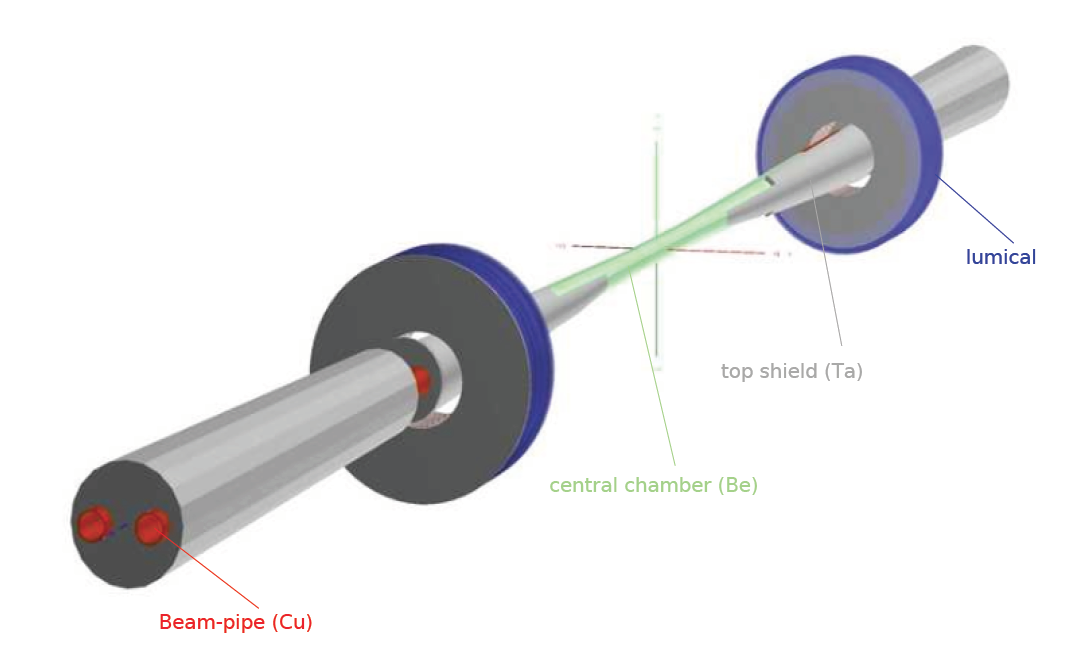 lumical
top shield (Ta)
central chamber (Be)
Beam-pipe (Cu)